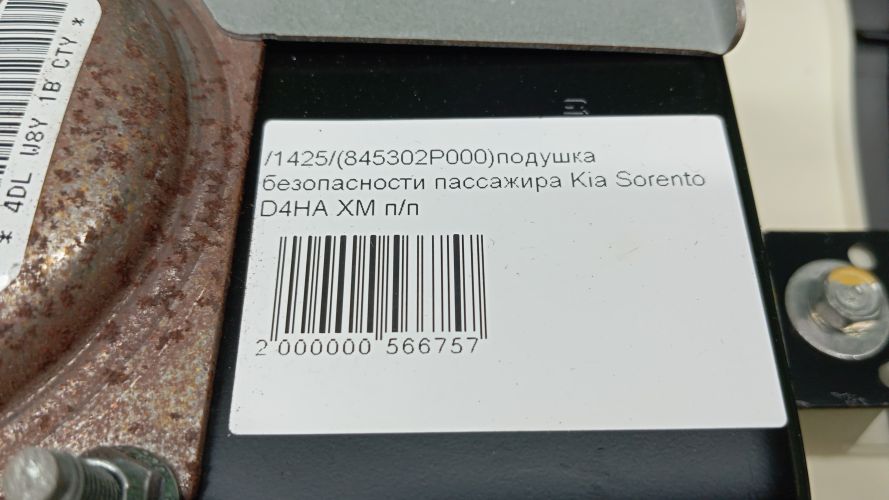 * 4DL W8Y 1B CTY *
/1425/(845302P000)подушка
безопасности пассажира Kia Sorento
D4HA XM п/п
2 000000 566757